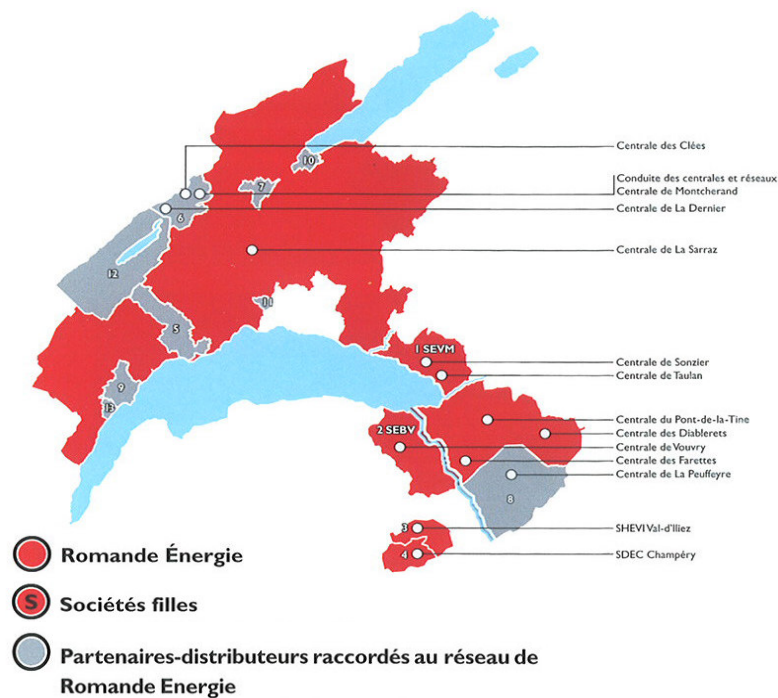 Centrale des Clées
10
Conduite des centrales et réseaux
7
Centrale de Montcherand
Centrale de La Dernier
6
Centrale de La Sarraz
12
11
5
1 SEVM
Centrale de Sonzier
Centrale de Taulan
9
13
Centrale du Pont-de-la-Tine
2 SEBV
Centrale des Diablerets
Centrale de Vouvry
Centrale des Farettes
Centrale de La Peuffeyre
8
3
SHEVI Val-d'Illiez
4
SDEC Champéry
Romande Énergie
S Sociétés filles
Partenaires-distributeurs raccordés au réseau de
Romande Energie